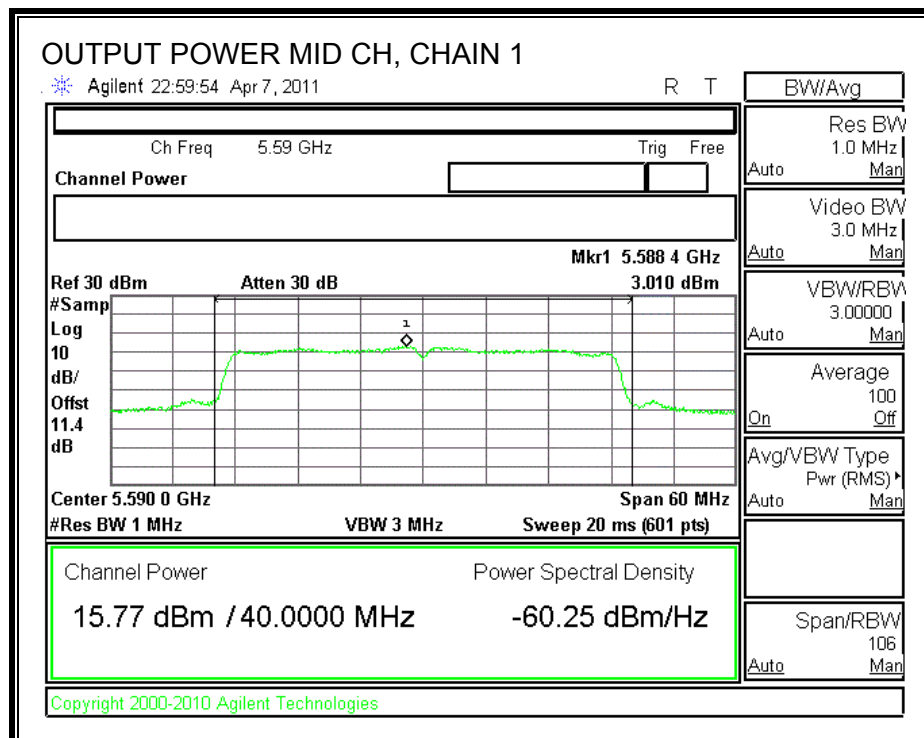 OUTPUT POWER MID CH, CHAIN 1
Agilent 22:59:54 Apr 7, 2011 R T
BW/Avg
Ch Freq 5.59 GHz Trig Free
Channel Power
Res BW
1.0 MHz
Auto Man
Video BW
3.0 MHz
Auto Man
Mkr1 5.588 4 GHz
Ref 30 dBm Atten 30 dB 3.010 dBm
#Samp
Log
10
dB/
Offst
11.4
dB
1
VBW/RBW
3.00000
Auto Man
Average
100
On Off
Avg/VBW Type
Pwr (RMS)
Auto Man
Center 5.590 0 GHz Span 60 MHz
#Res BW 1 MHz VBW 3 MHz Sweep 20 ms (601 pts)
Channel Power Power Spectral Density
15.77 dBm / 40.0000 MHz -60.25 dBm/Hz
Span/RBW
106
Auto Man
Copyright 2000-2010 Agilent Technologies